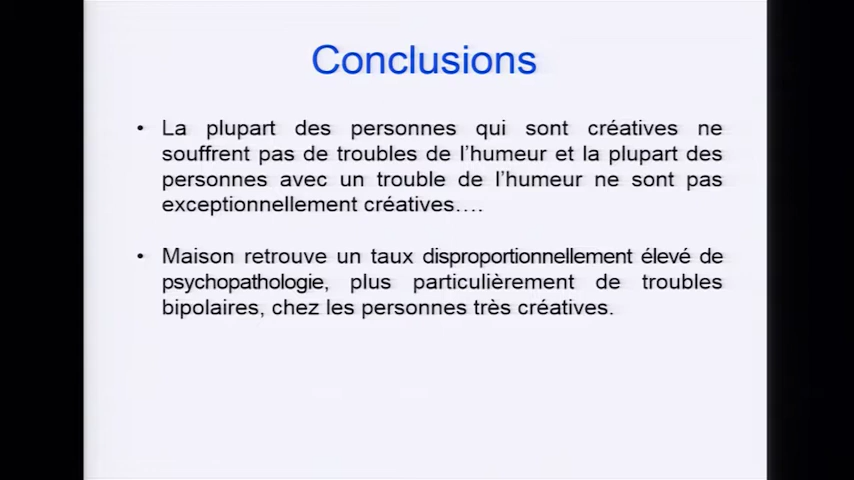 Conclusions
• La plupart des personnes qui sont créatives ne
souffrent pas de troubles de l'humeur et la plupart des
personnes avec un trouble de l'humeur ne sont pas
exceptionnellement créatives….
• Maison retrouve un taux disproportionnellement élevé de
psychopathologie, plus particulièrement de troubles
bipolaires, chez les personnes très créatives.